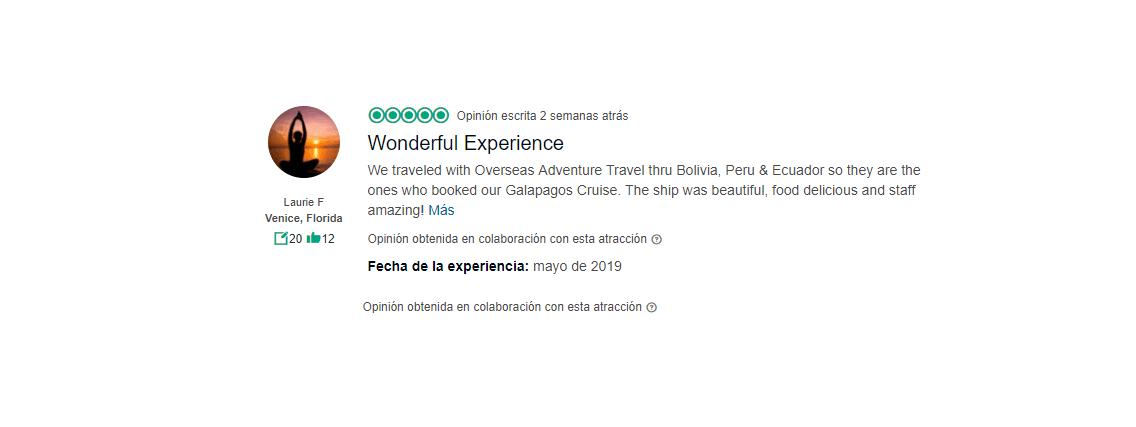 Opinión escrita 2 semanas atrás
Wonderful Experience
We traveled with Overseas Adventure Travel thru Bolivia, Peru & Ecuador so they are the
ones who booked our Galapagos Cruise. The ship was beautiful, food delicious and staff
amazing! Más
Laurie F
Venice, Florida
20 12
Opinión obtenida en colaboración con esta atracción
Fecha de la experiencia: mayo de 2019
Opinión obtenida en colaboración con esta atracción